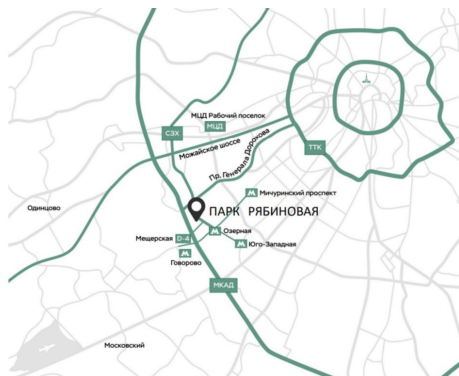 МЦД Рабочий поселок
СЗХ
МЦД
Можайское шоссе
Пр. Генерала Дорохова
ТТК
Мичуринский проспект
Одинцово
ПАРК РЯБИНОВАЯ
Озерная
Мещерская D-4
Юго-Западная
Говорово
МКАД
Московский